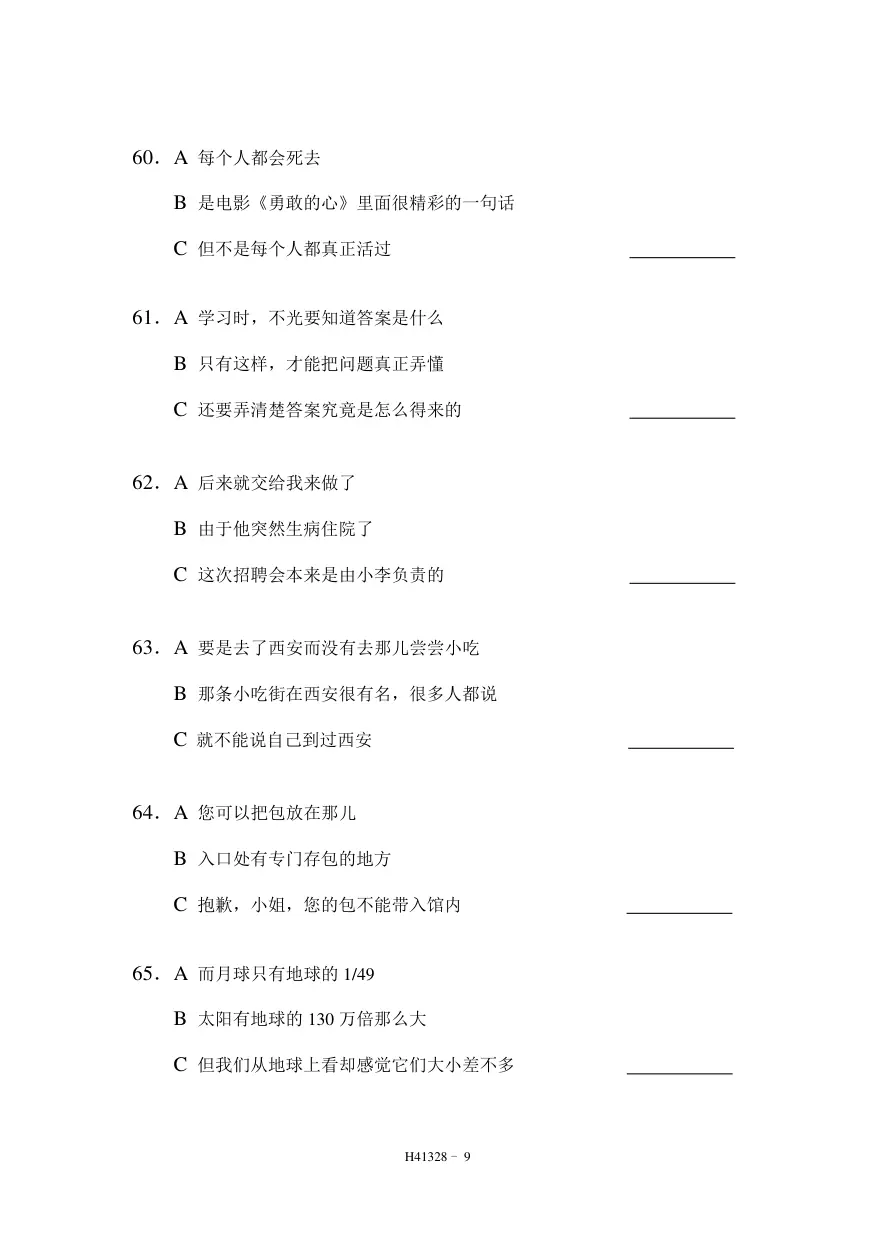 60． A 每个人都会死去
B 是电影《勇敢的心》里面很精彩的一句话
C 但不是每个人都真正活过
61． A 学习时，不光要知道答案是什么
B 只有这样，才能把问题真正弄懂
C 还要弄清楚答案究竟是怎么得来的
62． A 后来就交给我来做了
B 由于他突然生病住院了
C 这次招聘会本来是由小李负责的
63． A 要是去了西安而没有去那儿尝尝小吃
B 那条小吃街在西安很有名，很多人都说
C 就不能说自己到过西安
64． A 您可以把包放在那儿
B 入口处有专门存包的地方
C 抱歉，小姐，您的包不能带入馆内
65． A 而月球只有地球的 1/49
B 太阳有地球的 130 万倍那么大
C 但我们从地球上看却感觉它们大小差不多
H41328－ 9